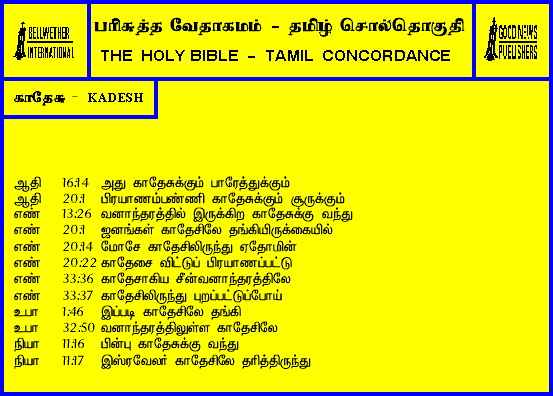 BELLWETHER INTERNATIONAL
பரிசுத்த வேதாகமம் - தமிழ் சொல்தொகுதி
THE HOLY BIBLE - TAMIL CONCORDANCE
GOOD NEWS PUBLISHERS
காதேசு - KADESH
ஆதி 16:14 அது காதேசுக்கும் பாரேத்துக்கும்
ஆதி 20:1 பிரயாணம்பண்ணி காதேசுக்கும் சூருக்கும்
எண் 13:26 வனாந்தரத்தில் இருக்கிற காதேசுக்கு வந்து
எண் 20:1 ஜனங்கள் காதேசிலே தங்கியிருக்கையில்
எண் 20:14 மோசே காதேசிலிருந்து ஏதோமின்
எண் 20:22 காதேசை விட்டுப் பிரயாணப்பட்டு
எண் 33:36 காதேசாகிய சீன்வனாந்தரத்திலே
எண் 33:37 காதேசிலிருந்து புறப்பட்டுப்போய்
உபா 1:46 இப்படி காதேசிலே தங்கி
உபா 32:50 வனாந்தரத்திலுள்ள காதேசிலே
நியா 11:16 பின்பு காதேசுக்கு வந்து
நியா 11:17 இஸ்ரவேலர் காதேசிலே தரித்திருந்து